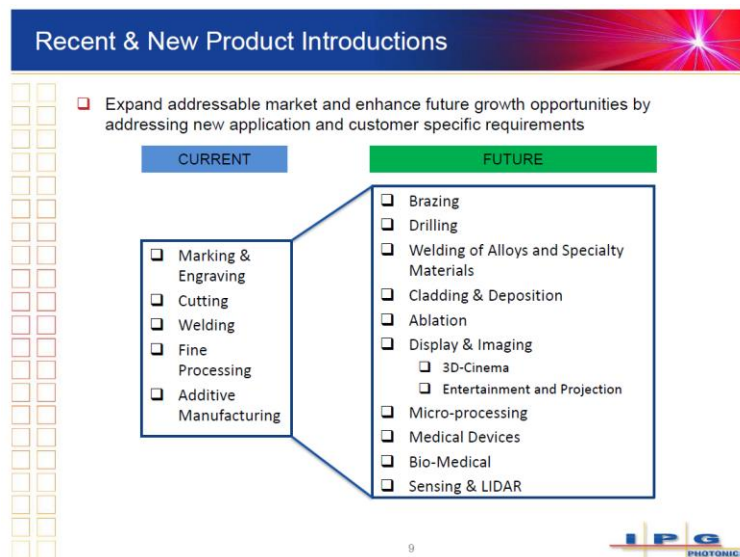 Recent & New Product Introductions
Expand addressable market and enhance future growth opportunities by
addressing new application and customer specific requirements
CURRENT
FUTURE
Marking &
Engraving
Cutting
Welding
Fine
Processing
Additive
Manufacturing
Brazing
Drilling
Welding of Alloys and Specialty
Materials
Cladding & Deposition
Ablation
Display & Imaging
3D-Cinema
Entertainment and Projection
Micro-processing
Medical Devices
Bio-Medical
Sensing & LIDAR
9
IPG
PHOTONIC